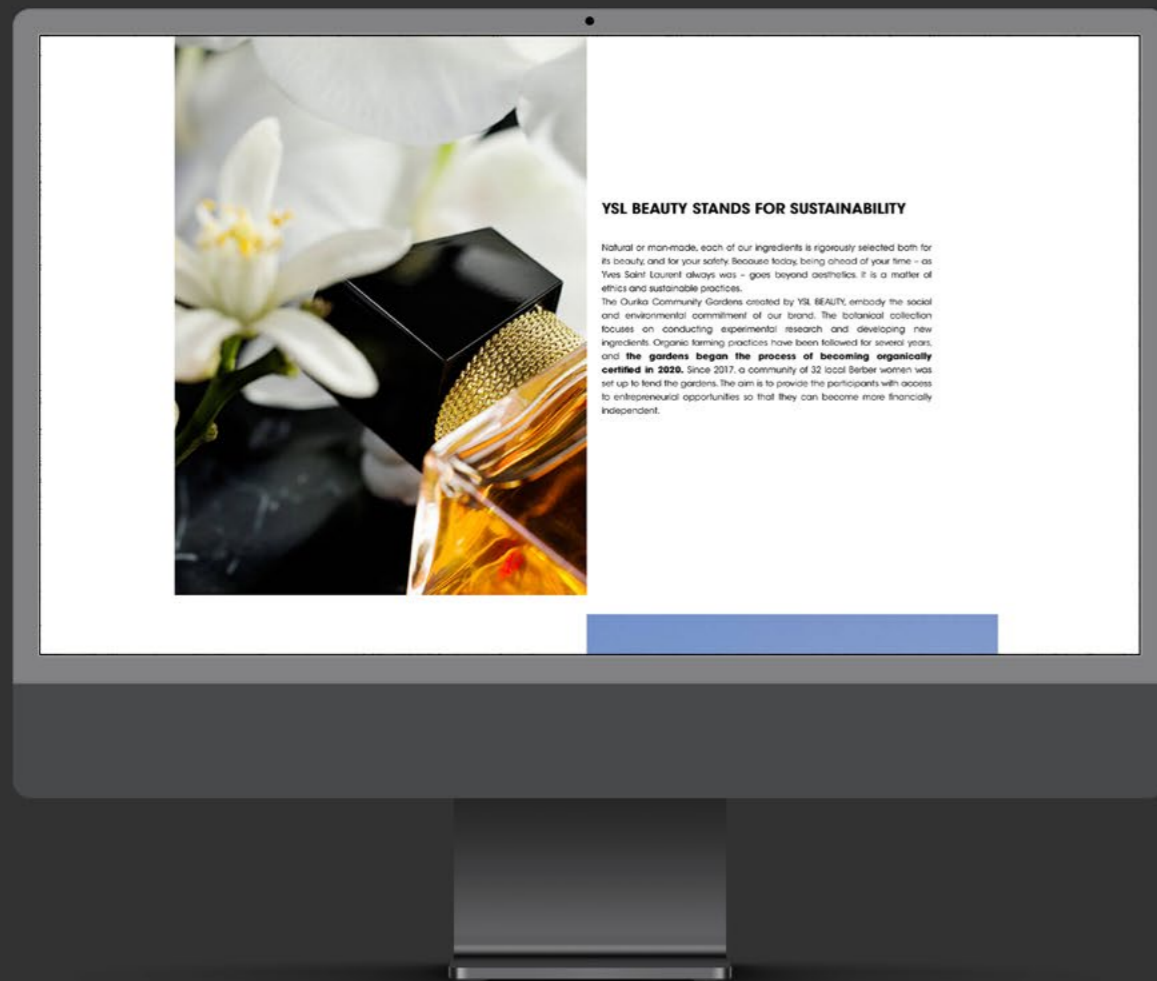 YSL BEAUTY STANDS FOR SUSTAINABILITY
Natural or man-made, each of our ingredients is rigorously selected both for
its beauty, and for your safety. Because today, being ahead of your time – as
Yves Saint Laurent always was – goes beyond aesthetics. It is a matter of
ethics and sustainable practices.
The Ourika Community Gardens created by YSL BEAUTY, embody the social
and environmental commitment of our brand. The botanical collection
focuses on conducting experimental research and developing new
ingredients. Organic farming practices have been followed for several years,
and the gardens began the process of becoming organically
certified in 2020. Since 2017, a community of 32 local Berber women was
set up to tend the gardens. The aim is to provide the participants with access
to entrepreneurial opportunities so that they can become more financially
independent.